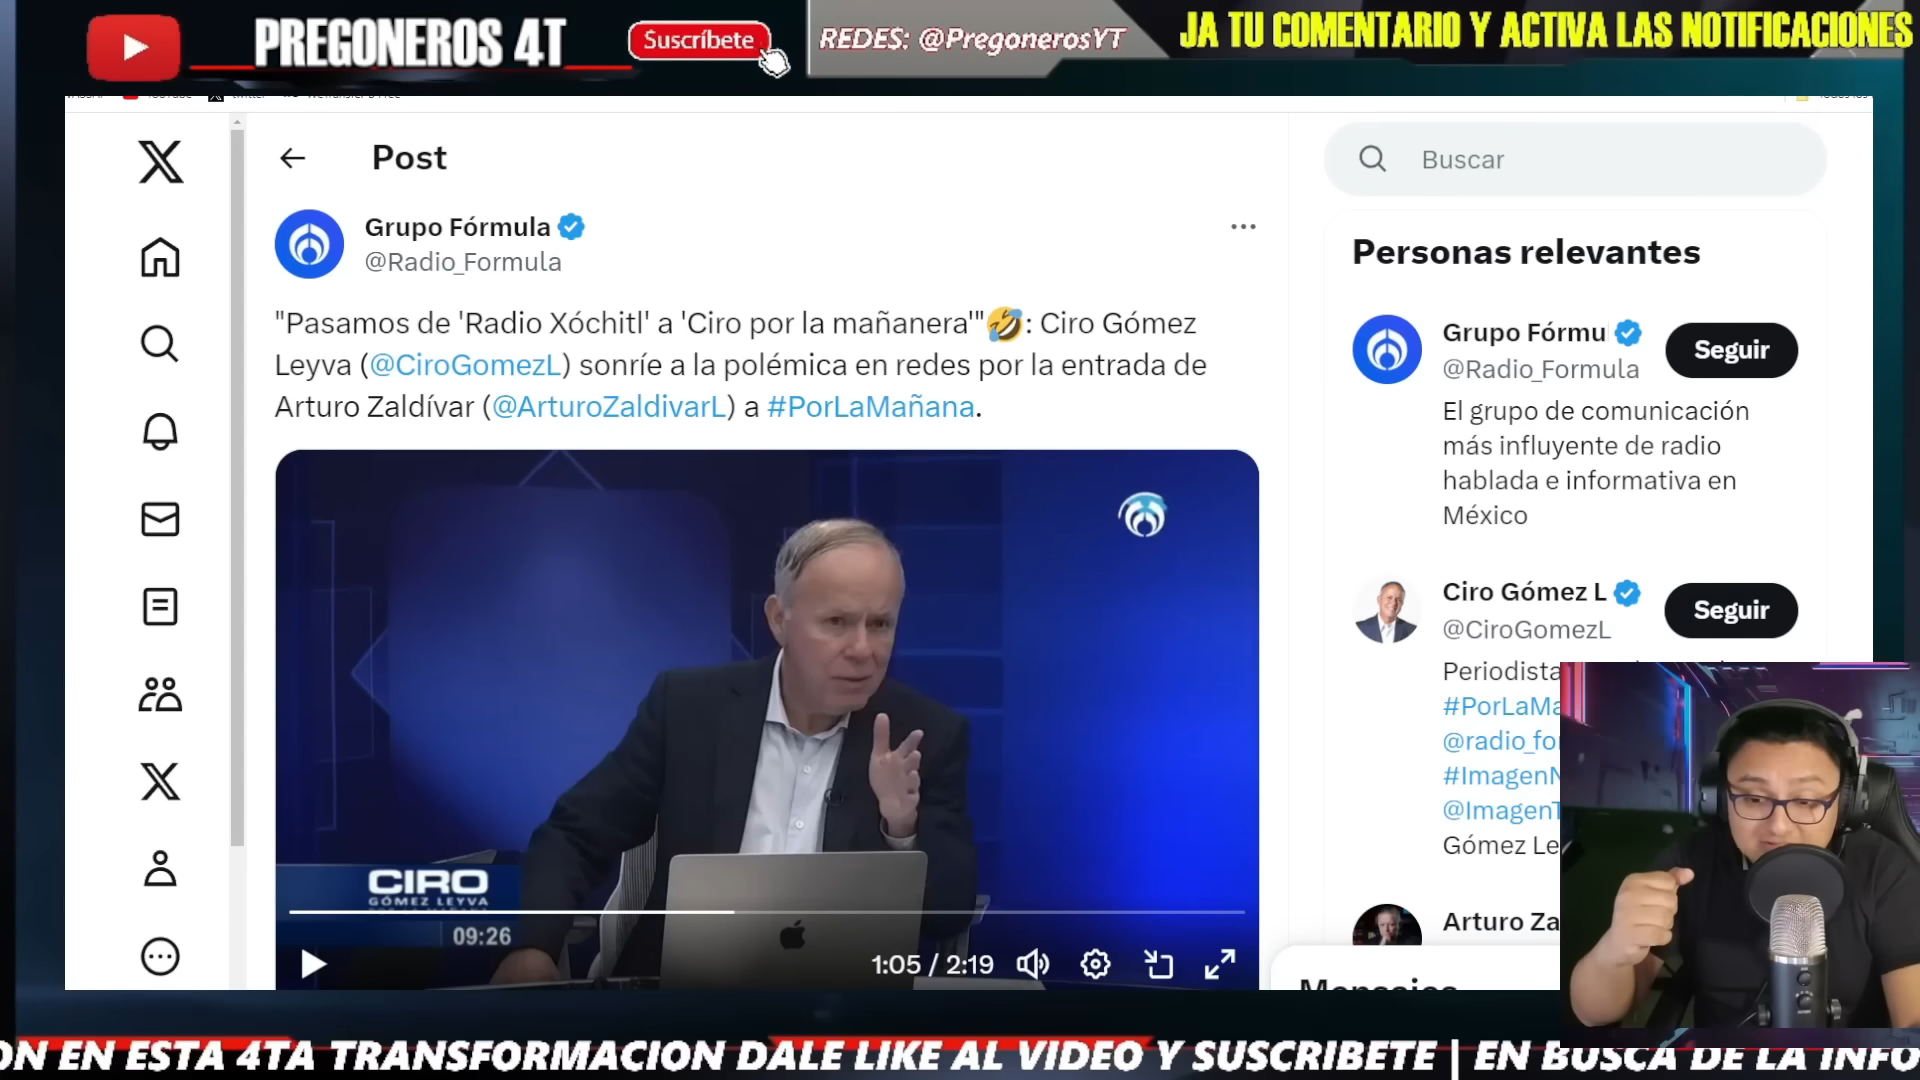 PREGONEROS 4T
Suscríbete
REDES: @PregonerosYT
JA TU COMENTARIO Y ACTIVA LAS NOTIFICACIONES
Post
Buscar
Grupo Fórmula
@Radio_Formula
"Pasamos de 'Radio Xóchitl' a 'Ciro por la mañanera'"🤣: Ciro Gómez
Leyva (@CiroGomezL) sonríe a la polémica en redes por la entrada de
Arturo Zaldívar (@ArturoZaldivarL) a #PorLaMañana.
CIRO
GÓMEZ LEYVA
09:26
1:05 / 2:19
Personas relevantes
Grupo Fórmu
@Radio_Formula
Seguir
El grupo de comunicación
más influyente de radio
hablada e informativa en
México
Ciro Gómez L
@CiroGomezL
Seguir
Periodista
#PorLaMa
@radio_for
#ImagenN
@ImagenT
Gómez Le
Arturo Za
Mensajes
ON EN ESTA 4TA TRANSFORMACION DALE LIKE AL VIDEO Y SUSCRIBETE | EN BUSCA DE LA INFO